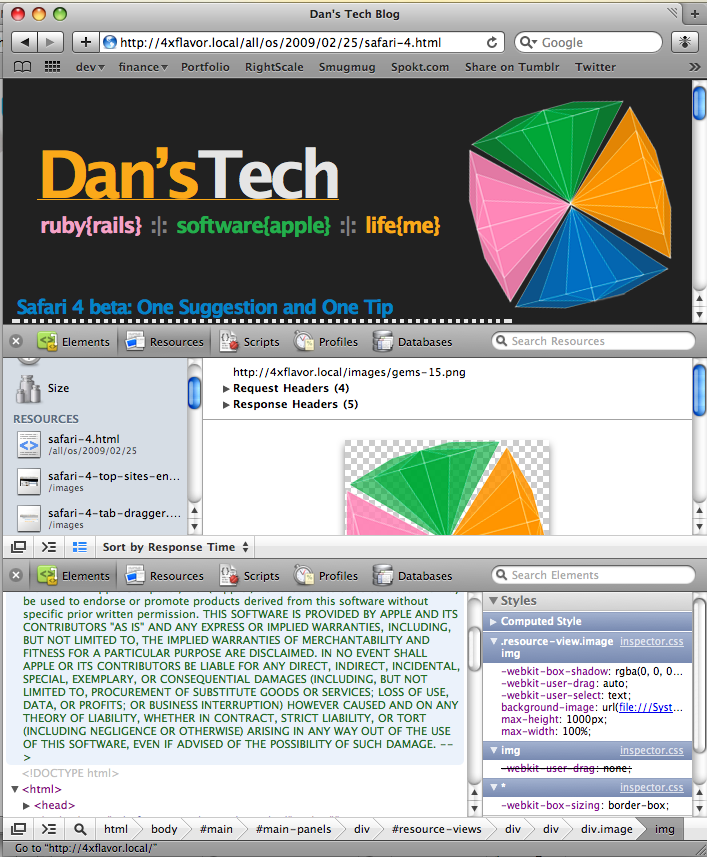 Dan's Tech Blog
http://4xflavor.local/all/os/2009/02/25/safari-4.html
Google
dev finance Portfolio RightScale Smugmug Spokt.com Share on Tumblr Twitter
Dan'sTech
ruby{rails} :|: software{apple} :|: life{me}
Safari 4 beta: One Suggestion and One Tip
Elements Resources Scripts Profiles Databases Search Resources
Size
RESOURCES
safari-4.html
/all/os/2009/02/25
safari-4-top-sites-en...
/images
safari-4-tab-dragger....
/images
http://4xflavor.local/images/gems-15.png
Request Headers (4)
Response Headers (5)
Sort by Response Time
Elements Resources Scripts Profiles Databases Search Elements
be used to endorse or promote products
derived from this software without
specific prior written permission. THIS SOFTWARE IS PROVIDED BY APPLE AND ITS
CONTRIBUTORS "AS IS" AND ANY EXPRESS OR IMPLIED WARRANTIES, INCLUDING,
BUT NOT LIMITED TO, THE IMPLIED WARRANTIES OF MERCHANTABILITY AND
FITNESS FOR A PARTICULAR PURPOSE ARE DISCLAIMED. IN NO EVENT SHALL
APPLE OR ITS CONTRIBUTORS BE LIABLE FOR ANY DIRECT, INDIRECT, INCIDENTAL,
SPECIAL, EXEMPLARY, OR CONSEQUENTIAL DAMAGES (INCLUDING, BUT NOT
LIMITED TO, PROCUREMENT OF SUBSTITUTE GOODS OR SERVICES; LOSS OF USE,
DATA, OR PROFITS; OR BUSINESS INTERRUPTION) HOWEVER CAUSED AND ON ANY
THEORY OF LIABILITY, WHETHER IN CONTRACT, STRICT LIABILITY, OR TORT
(INCLUDING NEGLIGENCE OR OTHERWISE) ARISING IN ANY WAY OUT OF THE USE
OF THIS SOFTWARE, EVEN IF ADVISED OF THE POSSIBILITY OF SUCH DAMAGE. --
>
<!DOCTYPE html>
<html>
<head>
Styles
Computed Style
.resource-view.image inspector.css
img
-webkit-box-shadow: rgba(0, 0, 0...
-webkit-user-drag: auto;
-webkit-user-select: text;
background-image: url(file:///Syst...
max-height: 1000px;
max-width: 100%;
img inspector.css
-webkit-user-drag: none;
* inspector.css
-webkit-box-sizing: border-box;
html body #main #main-panels div #resource-views div div div.image img
Go to "http://4xflavor.local/"